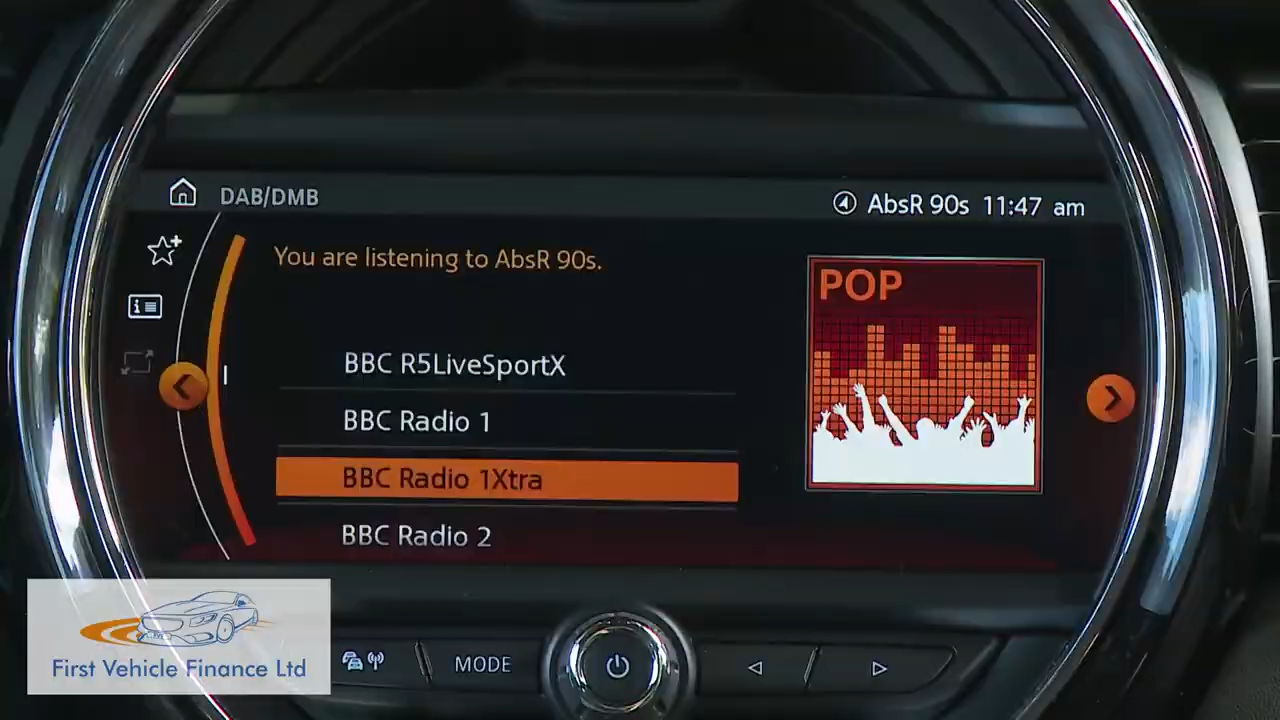 DAB/DMB
AbsR 90s 11:47 am
You are listening to AbsR 90s.
POP
BBC R5LiveSportX
BBC Radio 1
BBC Radio 1Xtra
BBC Radio 2
MODE
First Vehicle Finance Ltd